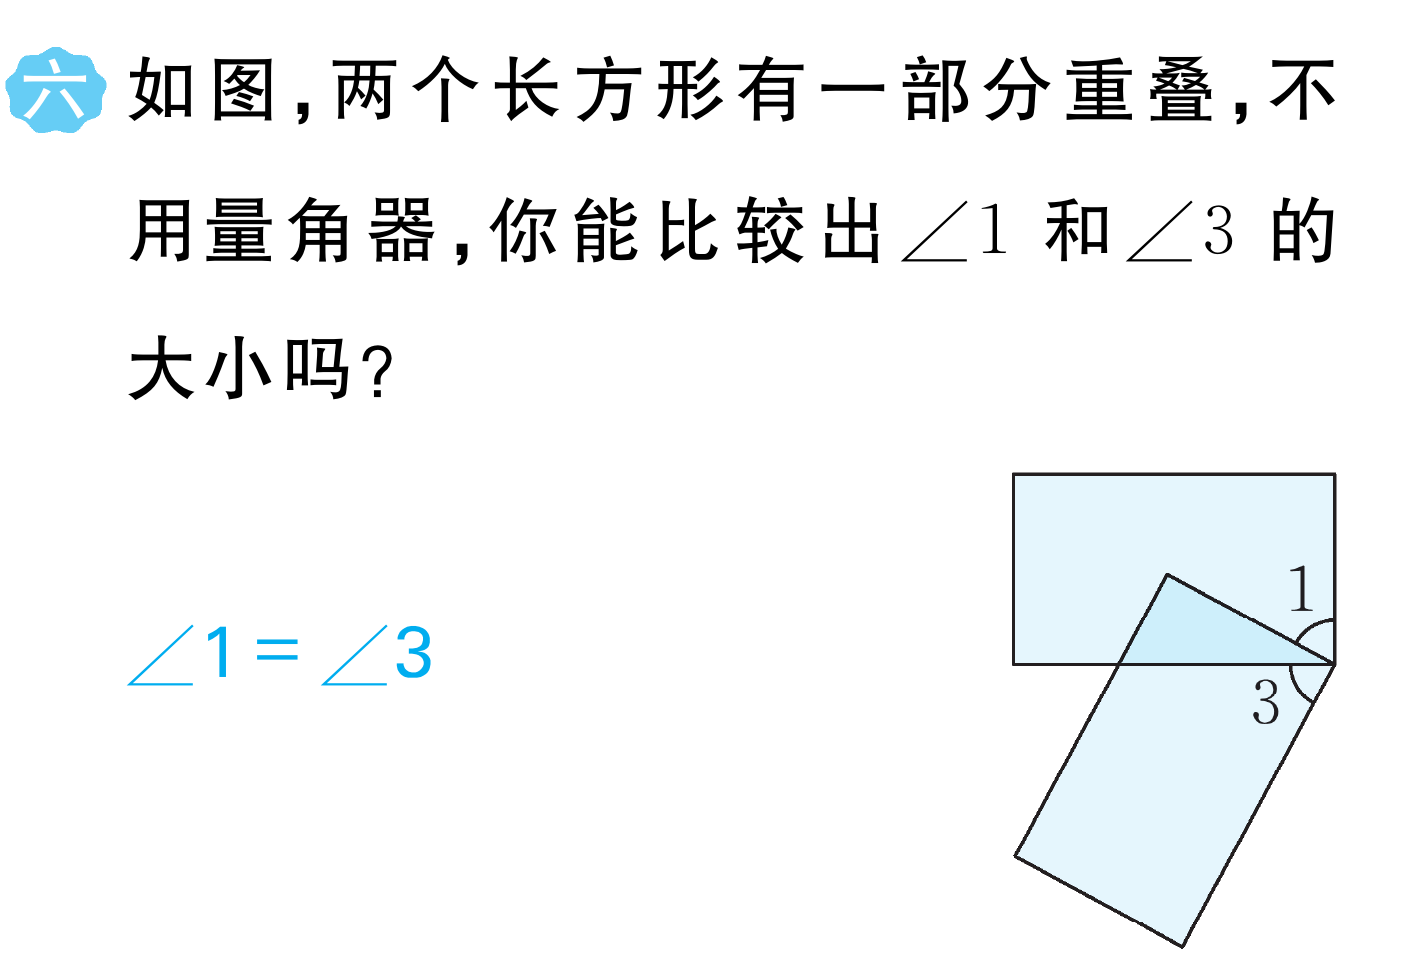 六 如图,两个长方形有一部分重叠,不
用量角器,你能比较出∠1 和∠3 的
大小吗?
1
∠1=∠3
3